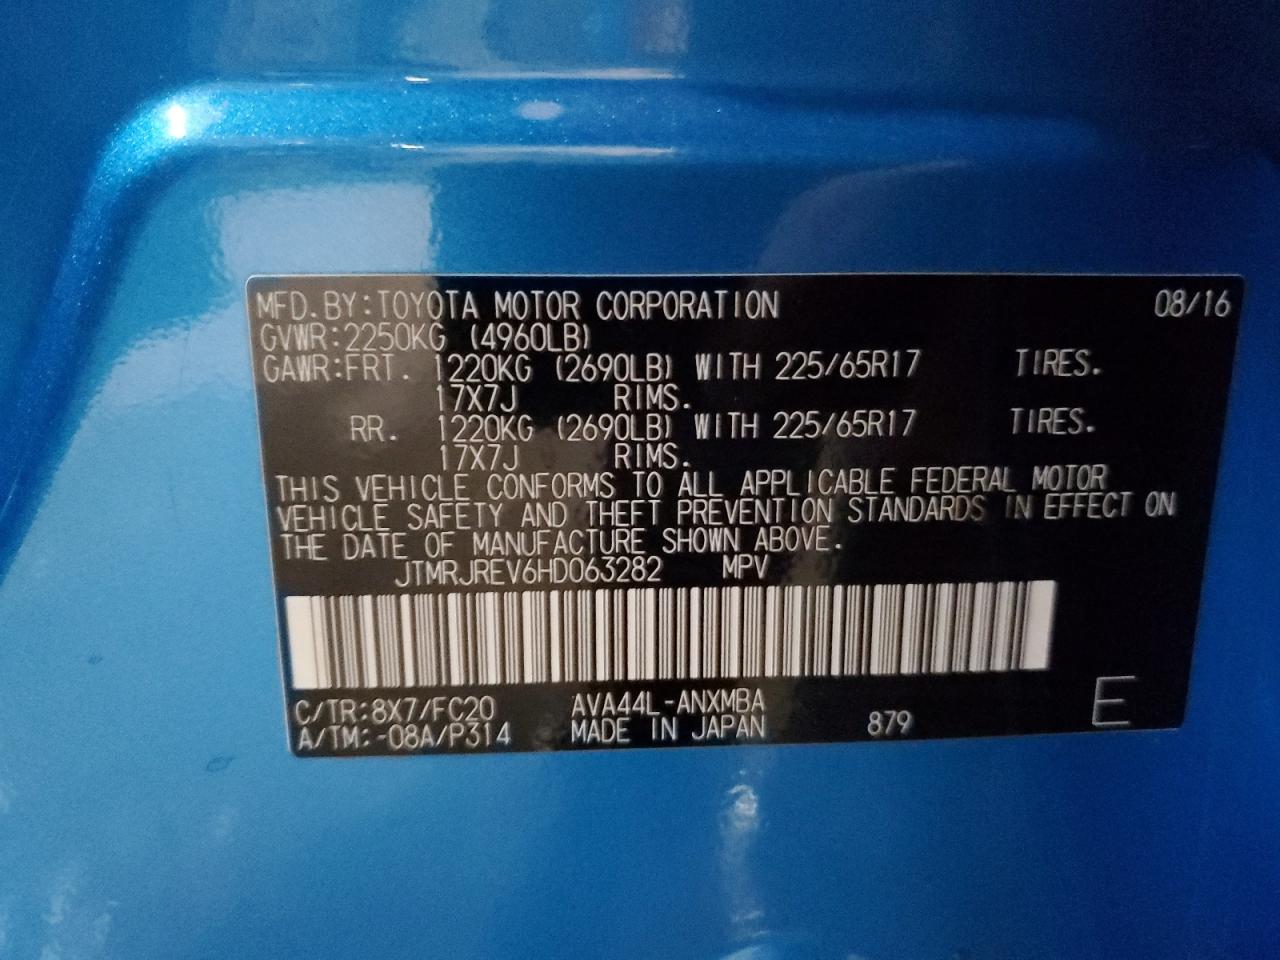 MFD.BY:TOYOTA MOTOR CORPORATION 08/16
GVWR:2250KG (4960LB)
GAWR:FRT. 1220KG (2690LB) WITH 225/65R17 TIRES.
17X7J RIMS.
RR. 1220KG (2690LB) WITH 225/65R17 TIRES.
17X7J RIMS.
THIS VEHICLE CONFORMS TO ALL APPLICABLE FEDERAL MOTOR
VEHICLE SAFETY AND THEFT PREVENTION STANDARDS IN EFFECT ON
THE DATE OF MANUFACTURE SHOWN ABOVE.
JTMRJREV6HD063282 MPV
C/TR:8X7/FC20 AVA44L-ANXMBA
A/TM:-08A/P314 MADE IN JAPAN 879 E